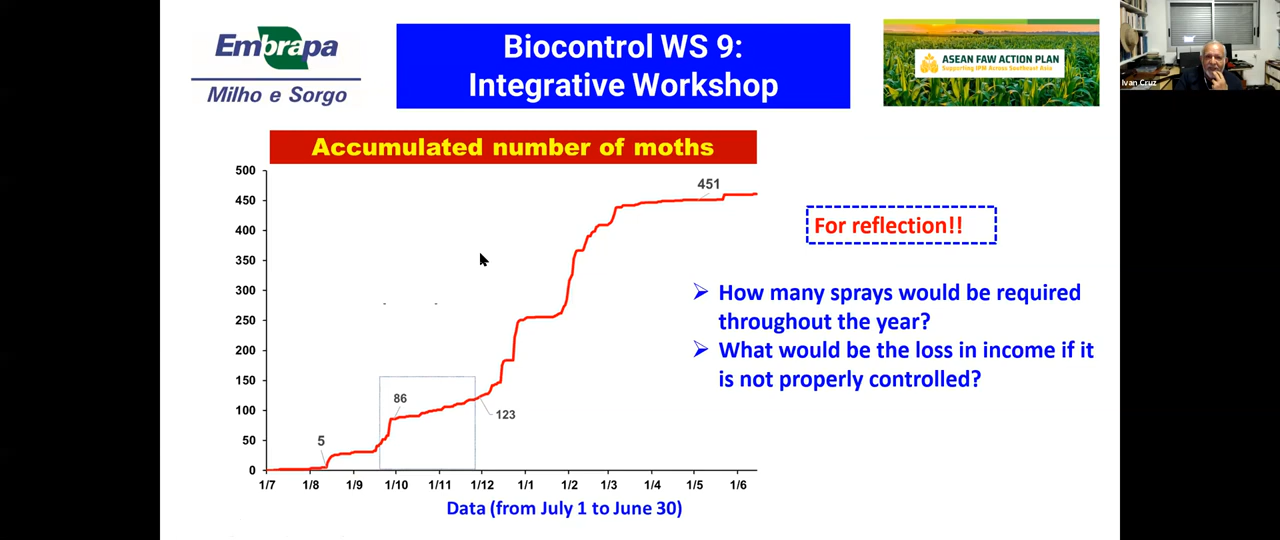 Embrapa
Milho e Sorgo
Biocontrol WS 9:
Integrative Workshop
ASEAN FAW ACTION PLAN
Supporting IPM Across Southeast Asia
Ivan Cruz
Accumulated number of moths
500
450
400
350
300
250
200
150
100
50
0
451
86
123
5
1/7 1/8 1/9 1/10 1/11 1/12 1/1 1/2 1/3 1/4 1/5 1/6
Data (from July 1 to June 30)
For reflection!!
How many sprays would be required
throughout the year?
What would be the loss in income if it
is not properly controlled?